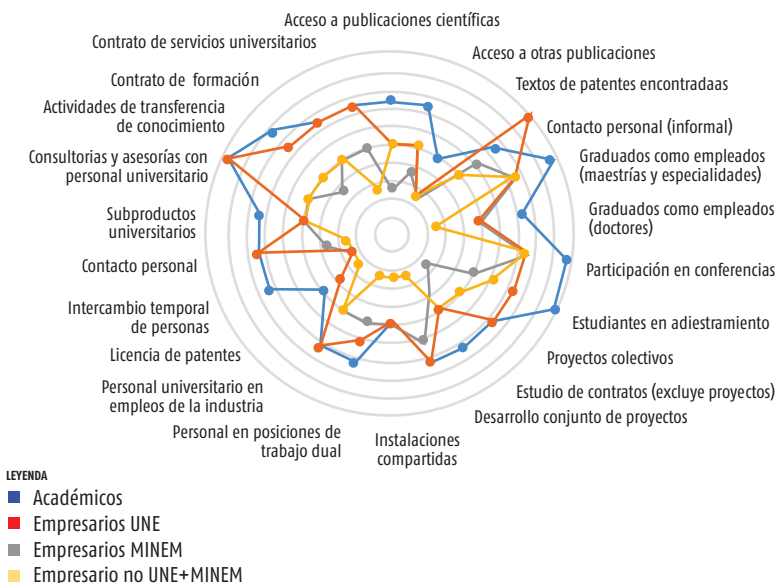 Acceso a publicaciones científicas
Acceso a otras publicaciones
Textos de patentes encontradaas
Contacto personal (informal)
Graduados como empleados
(maestrías y especialidades)
Graduados como empleados
(doctores)
Participación en conferencias
Estudiantes en adiestramiento
Proyectos colectivos
Estudio de contratos (excluye proyectos)
Desarrollo conjunto de proyectos
Instalaciones
compartidas
Personal en posiciones de
trabajo dual
Personal universitario en
empleos de la industria
Licencia de patentes
Intercambio temporal
de personas
Contacto personal
Subproductos
universitarios
Consultorias y asesorías con
personal universitario
Actividades de transferencia
de conocimiento
Contrato de formación
Contrato de servicios universitarios
LEYENDA
Académicos
Empresarios UNE
Empresarios MINEM
Empresario no UNE+MINEM